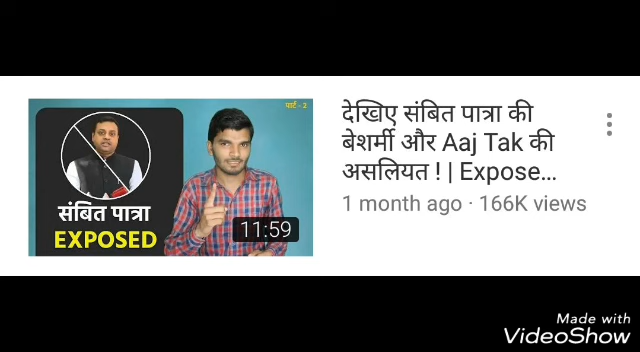 पार्ट - 2
संबित पात्रा
EXPOSED
11:59
देखिए संबित पात्रा की
बेशर्मी और Aaj Tak की
असलियत ! | Expose...
1 month ago · 166K views
Made with
VideoShow